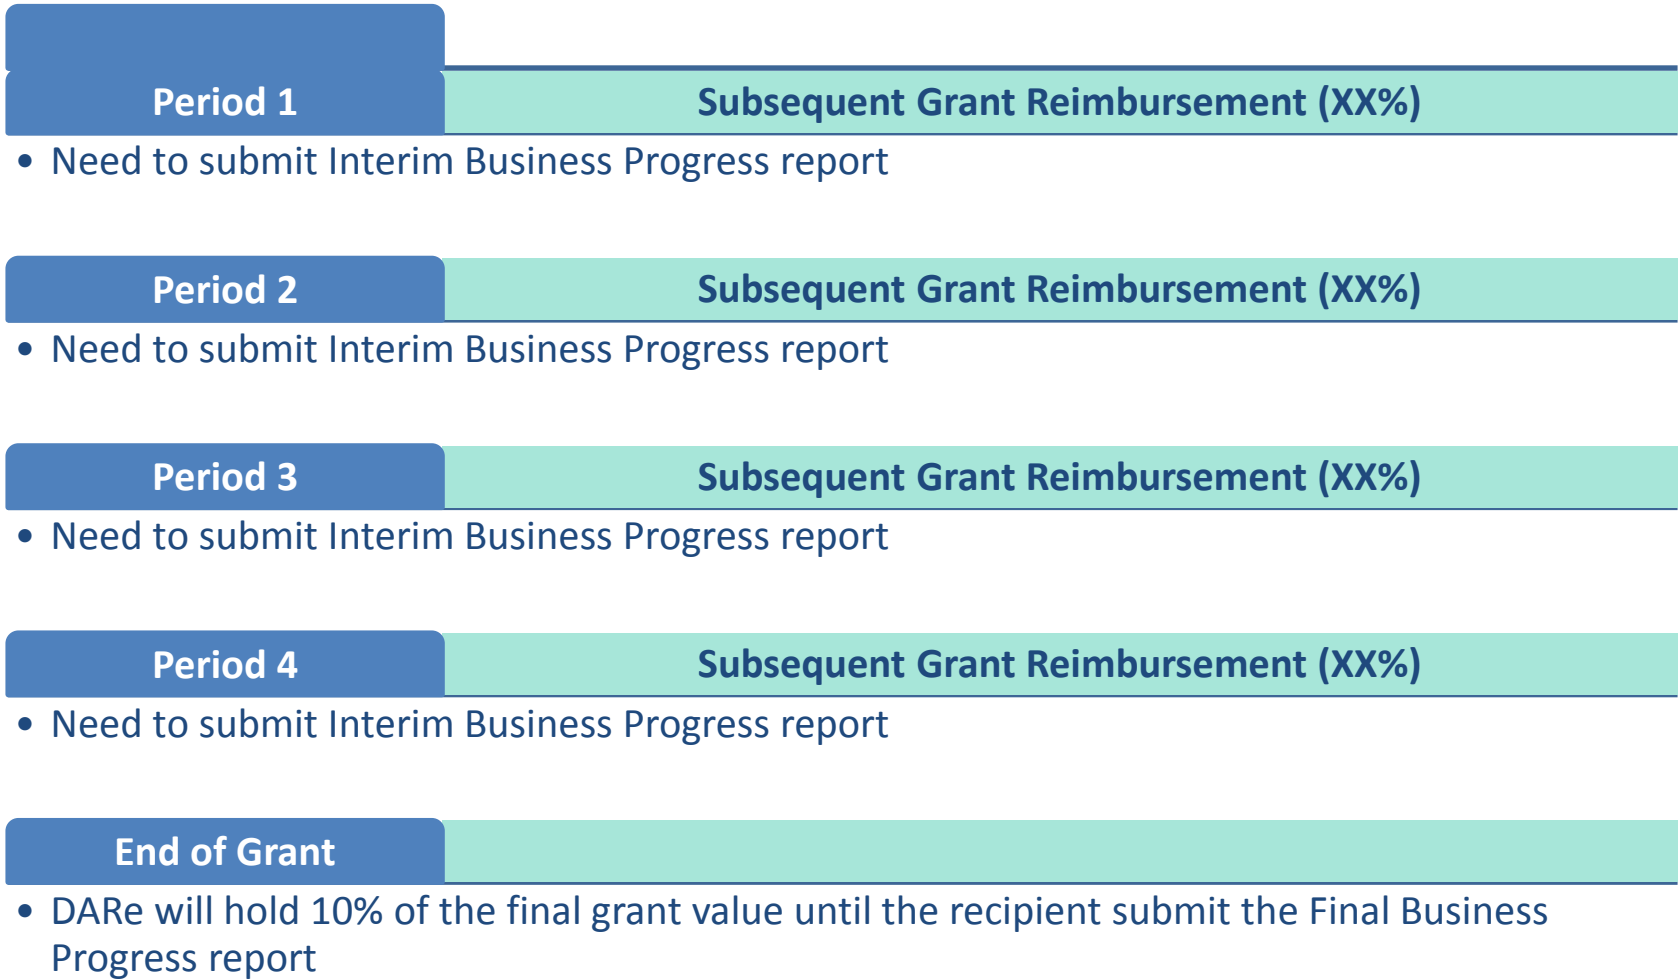 Period 1
Subsequent Grant Reimbursement (XX%)
• Need to submit Interim Business Progress report
Period 2
Subsequent Grant Reimbursement (XX%)
• Need to submit Interim Business Progress report
Period 3
Subsequent Grant Reimbursement (XX%)
• Need to submit Interim Business Progress report
Period 4
Subsequent Grant Reimbursement (XX%)
• Need to submit Interim Business Progress report
End of Grant
• DARe will hold 10% of the final grant value until the recipient submit the Final Business
Progress report